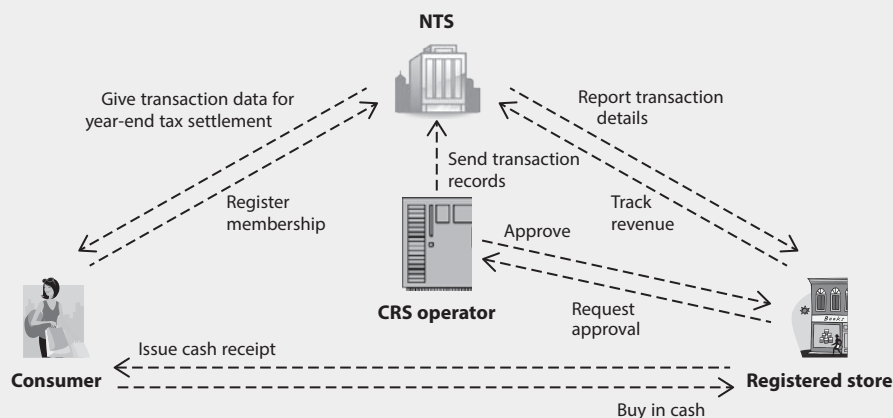 NTS
Give transaction data for
year-end tax settlement
Report transaction
details
Send transaction
records
Register
membership
Track
revenue
Approve
CRS operator
Request
approval
Books
Issue cash receipt
Consumer
Registered store
Buy in cash